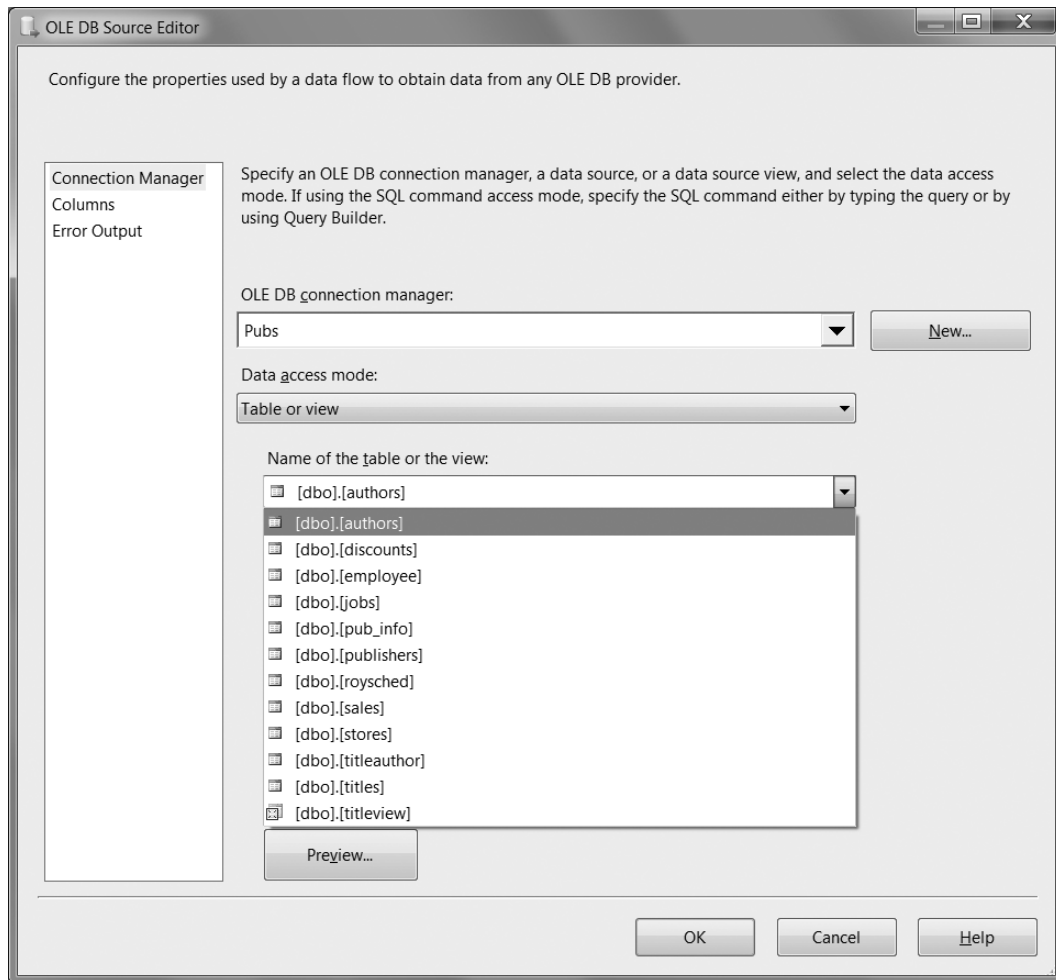 OLE DB Source Editor
Configure the properties used by a data flow to obtain data from any OLE DB provider.
Connection Manager
Columns
Error Output
Specify an OLE DB connection manager, a data source, or a data source view, and select the data access
mode. If using the SQL command access mode, specify the SQL command either by typing the query or by
using Query Builder.
OLE DB connection manager:
Pubs
New...
Data access mode:
Table or view
Name of the table or the view:
[dbo].[authors]
[dbo].[authors]
[dbo].[discounts]
[dbo].[employee]
[dbo].[jobs]
[dbo].[pub_info]
[dbo].[publishers]
[dbo].[roysched]
[dbo].[sales]
[dbo].[stores]
[dbo].[titleauthor]
[dbo].[titles]
[dbo].[titleview]
Preview...
OK
Cancel
Help